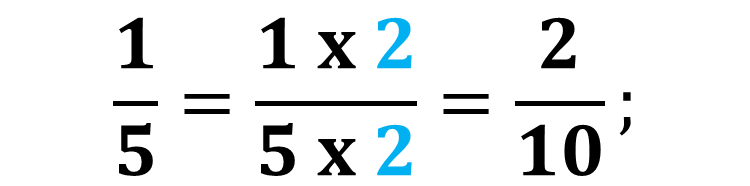 1/5 = 1 x 2/5 x 2 = 2/10 ;